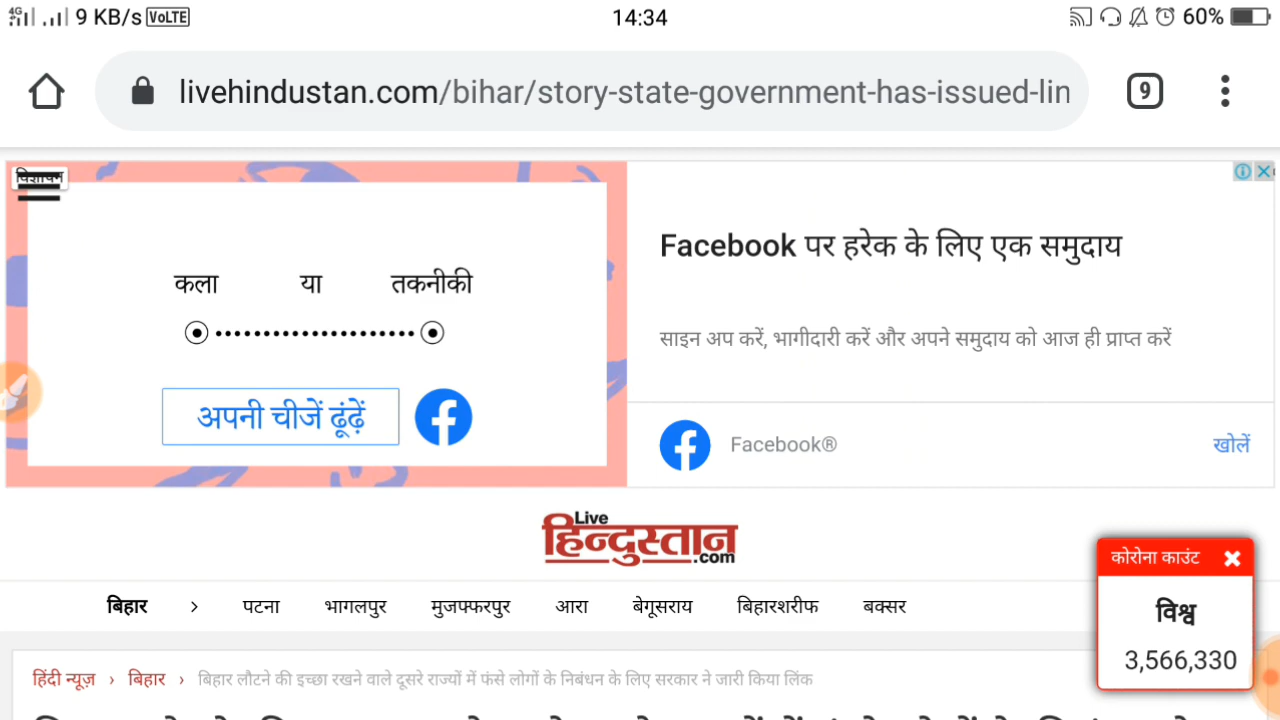 4G 9 KB/s VoLTE 14:34 60%
livehindustan.com/bihar/story-state-government-has-issued-lin 9
विज्ञापन
Facebook पर हरेक के लिए एक समुदाय
कला या तकनीकी
साइन अप करें, भागीदारी करें और अपने समुदाय को आज ही प्राप्त करें
अपनी चीजें ढूंढ़ें
Facebook® खोलें
Live
हिन्दुस्तान
.com
कोरोना काउंट
विश्व
3,566,330
बिहार > पटना भागलपुर मुजफ्फरपुर आरा बेगूसराय बिहारशरीफ बक्सर
हिंदी न्यूज़ › बिहार › बिहार लौटने की इच्छा रखने वाले दूसरे राज्यों में फंसे लोगों के निबंधन के लिए सरकार ने जारी किया लिंक